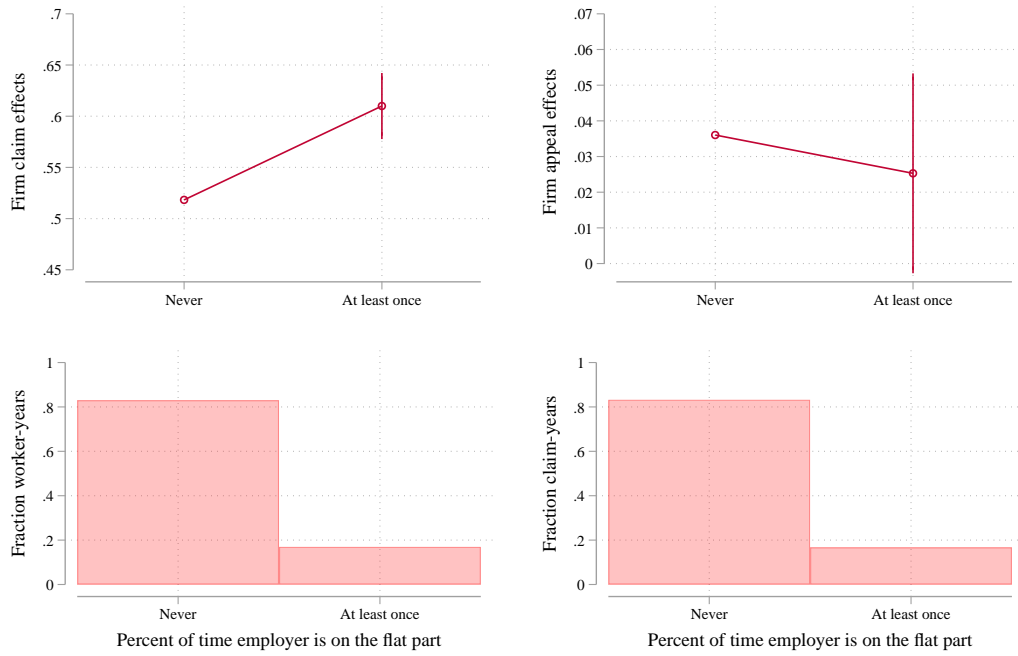 Firm claim effects
.7
.65
.6
.55
.5
.45
Never
At least once
Firm appeal effects
.07
.06
.05
.04
.03
.02
.01
0
Never
At least once
Fraction worker-years
1
.8
.6
.4
.2
0
Never
At least once
Percent of time employer is on the flat part
Fraction claim-years
1
.8
.6
.4
.2
0
Never
At least once
Percent of time employer is on the flat part